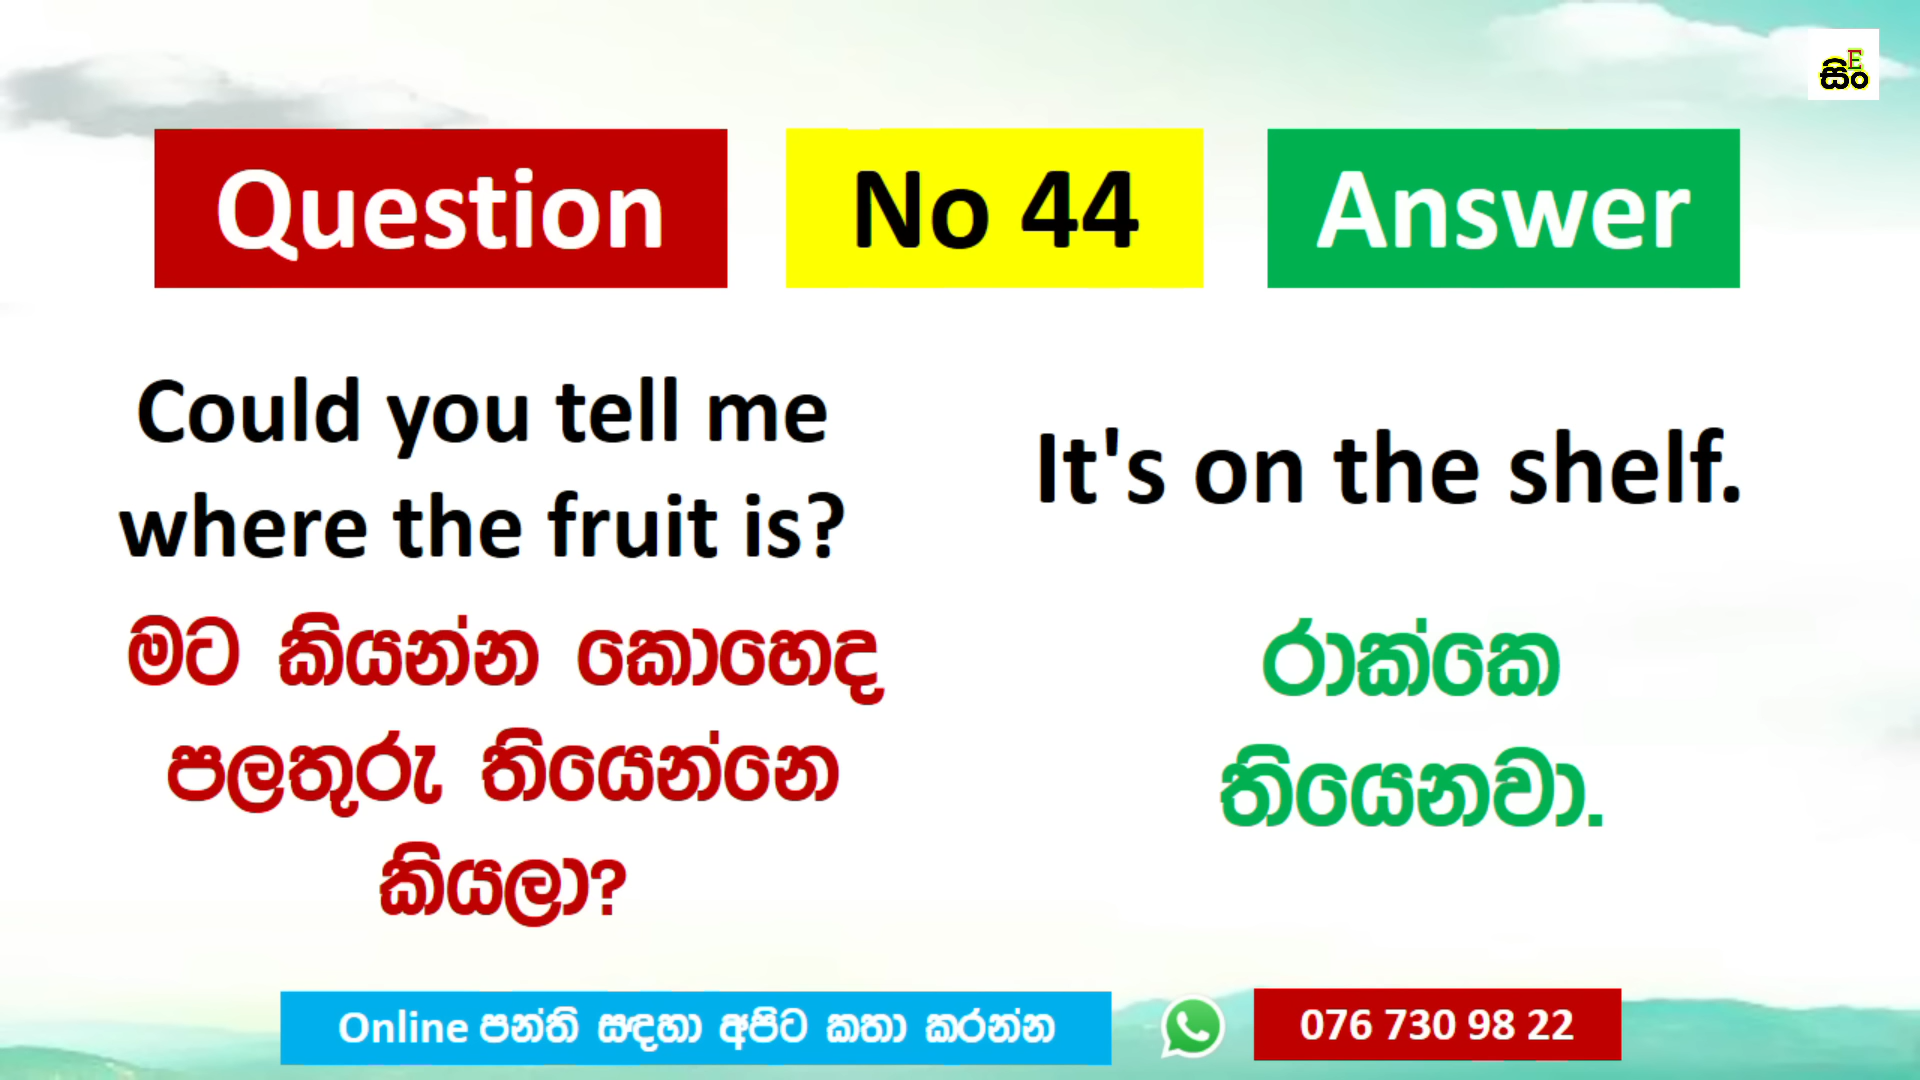 සිං
E
Question
No 44
Answer
Could you tell me
where the fruit is?
It's on the shelf.
මට කියන්න කොහෙද
පලතුරු තියෙන්නෙ
කියලා?
රාක්කෙ
තියෙනවා.
Online පන්ති සඳහා අපිට කතා කරන්න
076 730 98 22